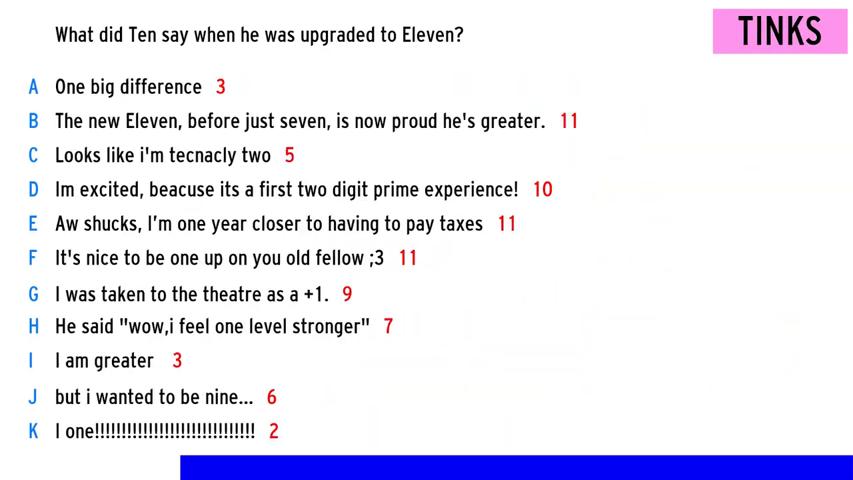 What did Ten say when he was upgraded to Eleven?
TINKS
A One big difference 3
B The new Eleven, before just seven, is now proud he's greater. 11
C Looks like i'm tecnacly two 5
D Im excited, beacuse its a first two digit prime experience! 10
E Aw shucks, I'm one year closer to having to pay taxes 11
F It's nice to be one up on you old fellow ;3 11
G I was taken to the theatre as a +1. 9
H He said "wow,i feel one level stronger" 7
I I am greater 3
J but i wanted to be nine... 6
K I one!!!!!!!!!!!!!!!!!!!!!!!!!!!!!! 2